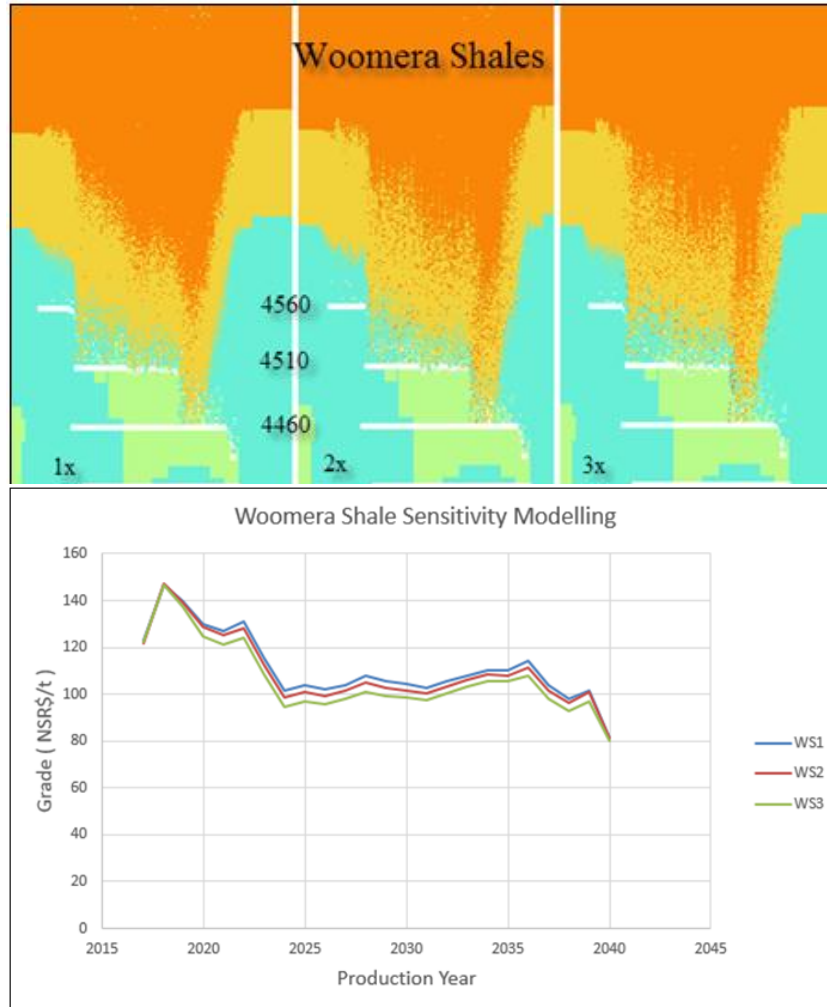 Woomera Shales
4560
4510
4460
1x
2x
3x
Woomera Shale Sensitivity Modelling
160
140
120
100
80
60
40
20
0
Grade ( NSR$/t )
2015 2020 2025 2030 2035 2040 2045
Production Year
WS1
WS2
WS3